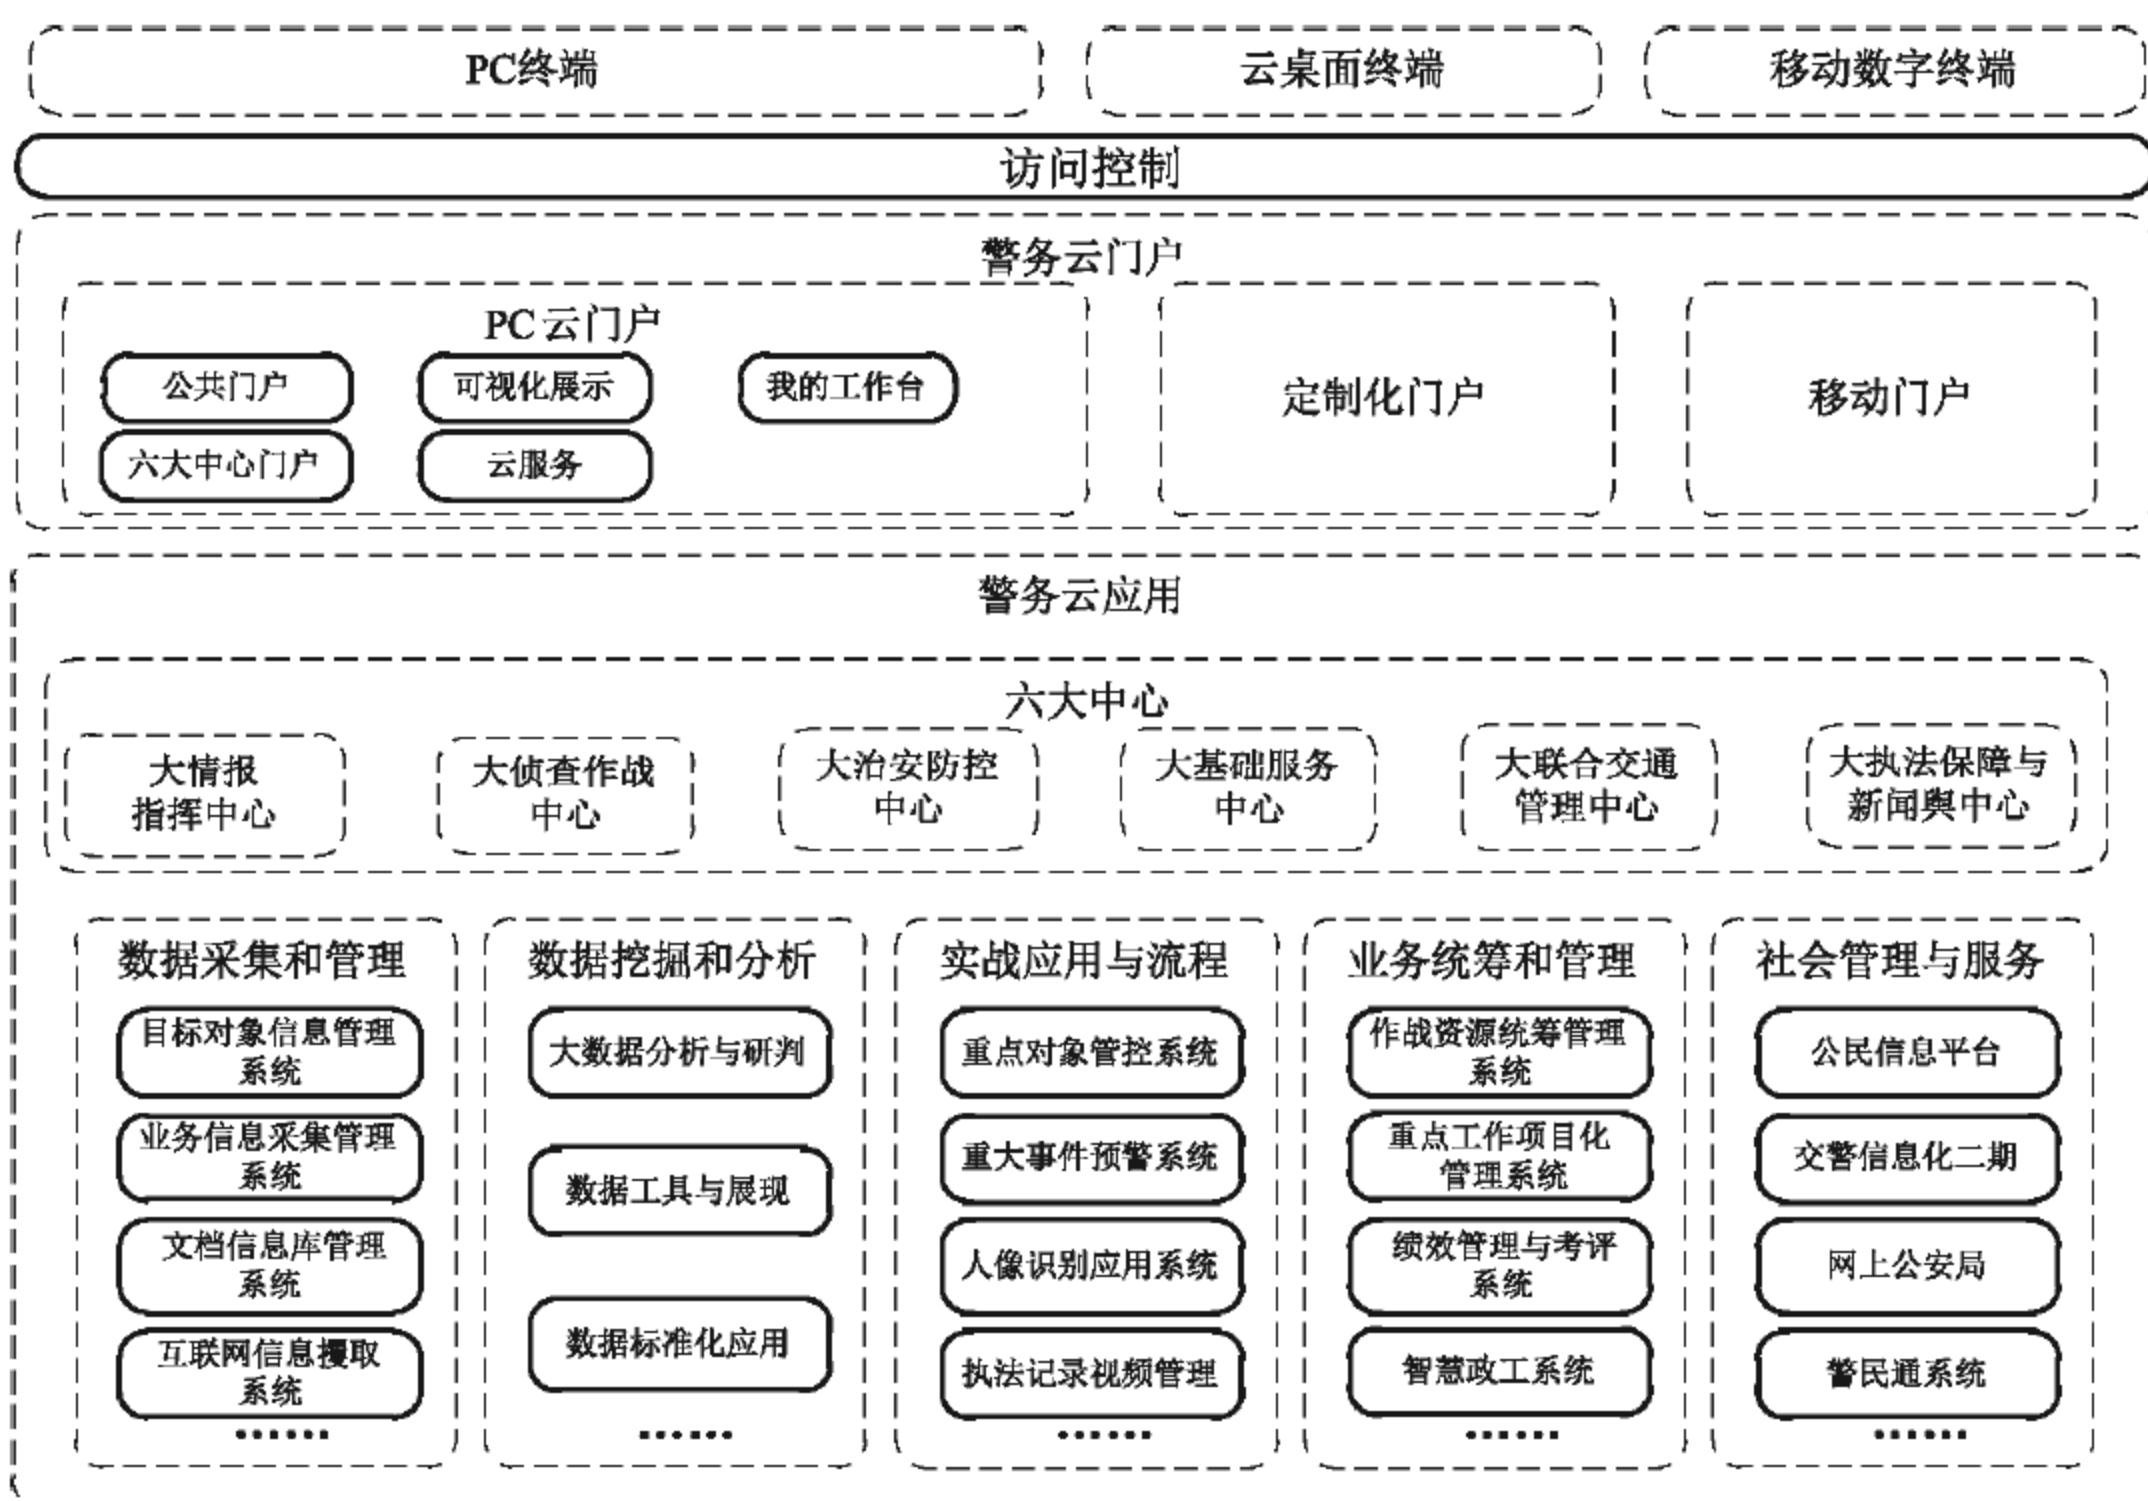 PC终端
云桌面终端
移动数字终端
访问控制
警务云门户
PC云门户
公共门户
可视化展示
我的工作台
六大中心门户
云服务
定制化门户
移动门户
警务云应用
六大中心
大情报
指挥中心
大侦查作战
中心
大治安防控
中心
大基础服务
中心
大联合交通
管理中心
大执法保障与
新闻舆中心
数据采集和管理
目标对象信息管理
系统
业务信息采集管理
系统
文档信息库管理
系统
互联网信息攫取
系统
……
数据挖掘和分析
大数据分析与研判
数据工具与展现
数据标准化应用
……
实战应用与流程
重点对象管控系统
重大事件预警系统
人像识别应用系统
执法记录视频管理
……
业务统筹和管理
作战资源统筹管理
系统
重点工作项目化
管理系统
绩效管理与考评
系统
智慧政工系统
……
社会管理与服务
公民信息平台
交警信息化二期
网上公安局
警民通系统
……